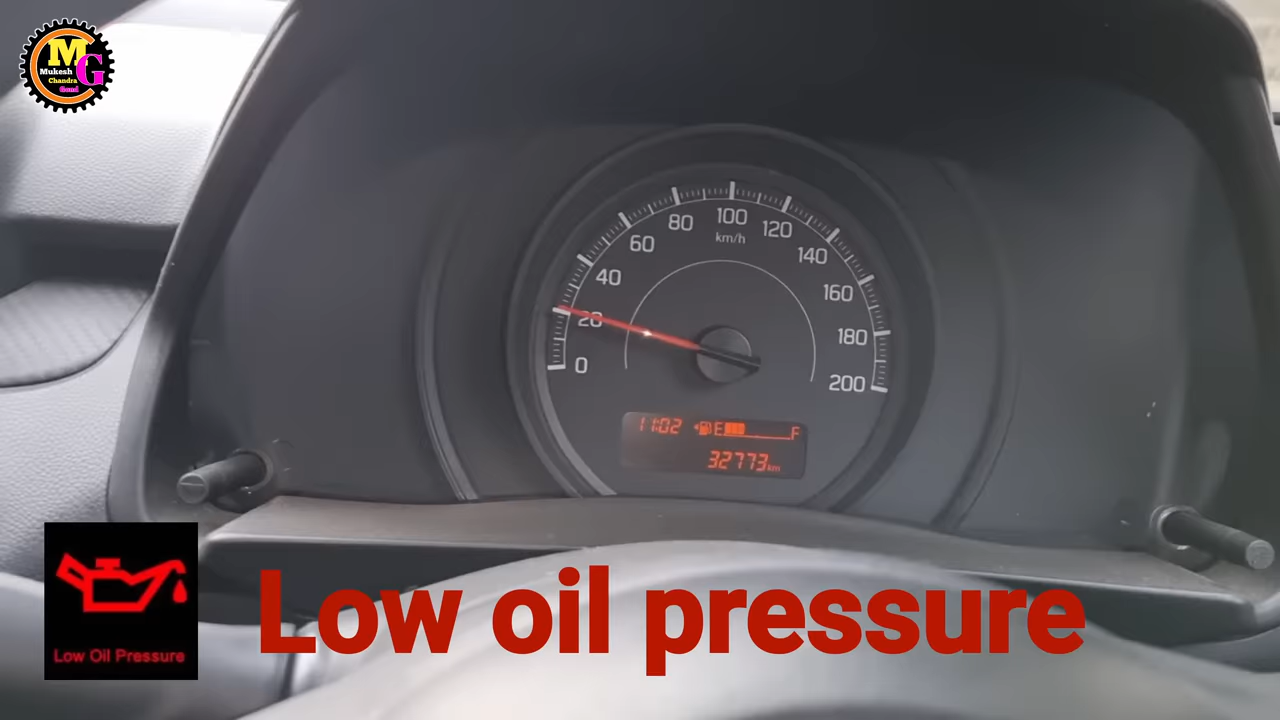 M
G
Mukesh
Chandra
Gond
100
80
120
60
km/h
140
40
160
20
180
0
200
11:02 E F
32773km
Low Oil Pressure
Low oil pressure